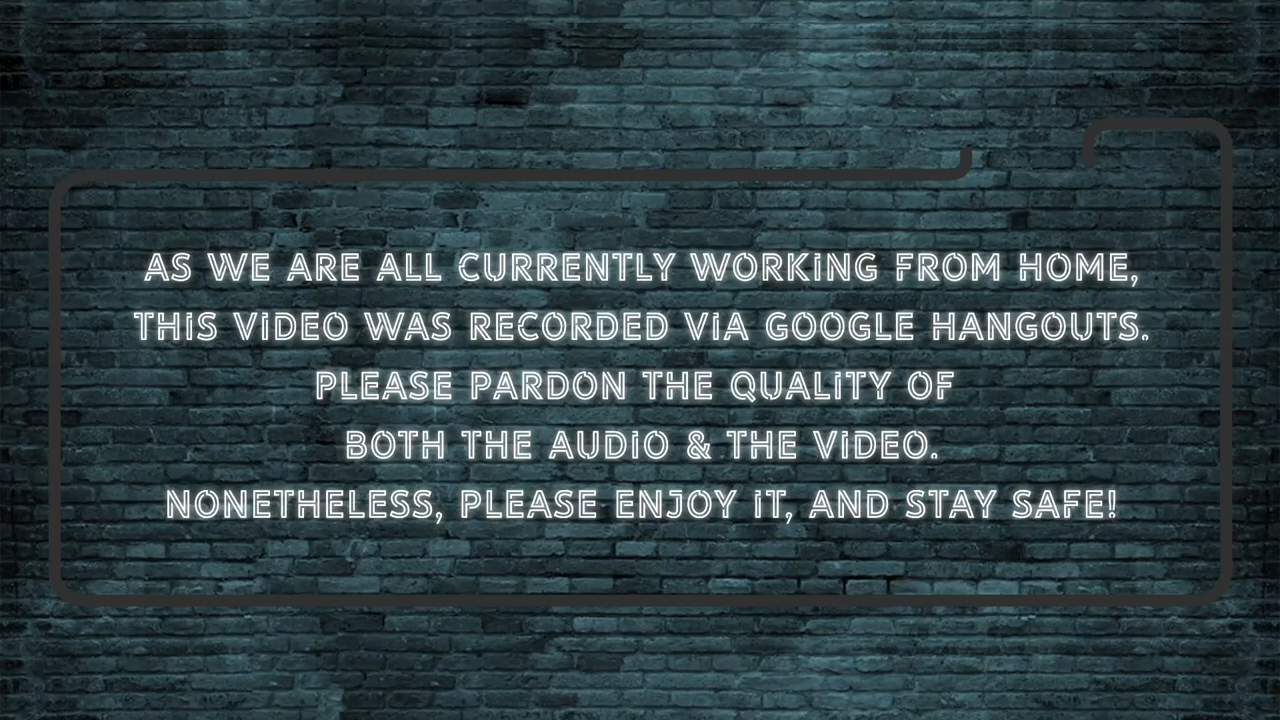 AS WE ARE ALL CURRENTLY WORKiNG FROM HOME,
THiS ViDEO WAS RECORDED ViA GOOGLE HANGOUTS.
PLEASE PARDON THE QUALiTY OF
BOTH THE AUDiO & THE ViDEO.
NONETHELESS, PLEASE ENJOY iT, AND STAY SAFE!